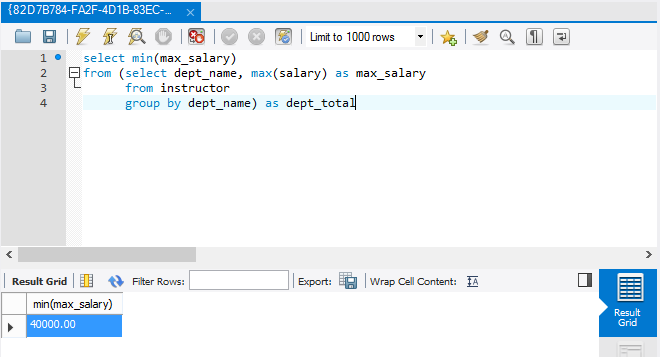 {82D7B784-FA2F-4D1B-83EC-...
Limit to 1000 rows
1 select min(max_salary)
2 from (select dept_name, max(salary) as max_salary
3 from instructor
4 group by dept_name) as dept_total
Result Grid Filter Rows: Export: Wrap Cell Content: IA
min(max_salary)
40000.00
Result
Grid